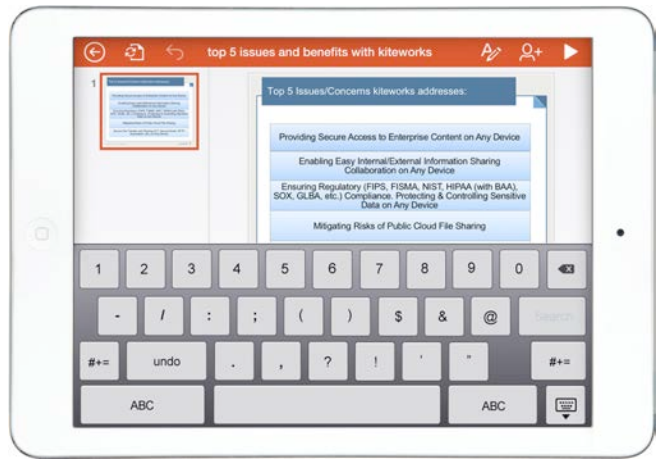 top 5 issues and benefits with kiteworks
1
Top 5 Issues/Concerns kiteworks addresses:
Providing Secure Access to Enterprise Content on Any Device
Enabling Easy Internal/External Information Sharing
Collaboration on Any Device
Ensuring Regulatory (FIPS, FISMA, NIST, HIPAA (with BAA),
SOX, GLBA, etc.) Compliance. Protecting & Controlling Sensitive
Data on Any Device
Mitigating Risks of Public Cloud File Sharing
1 2 3 4 5 6 7 8 9 0
- / : ; ( ) $ & @ Search
#+= undo . , ? ! ' " #+=
ABC ABC